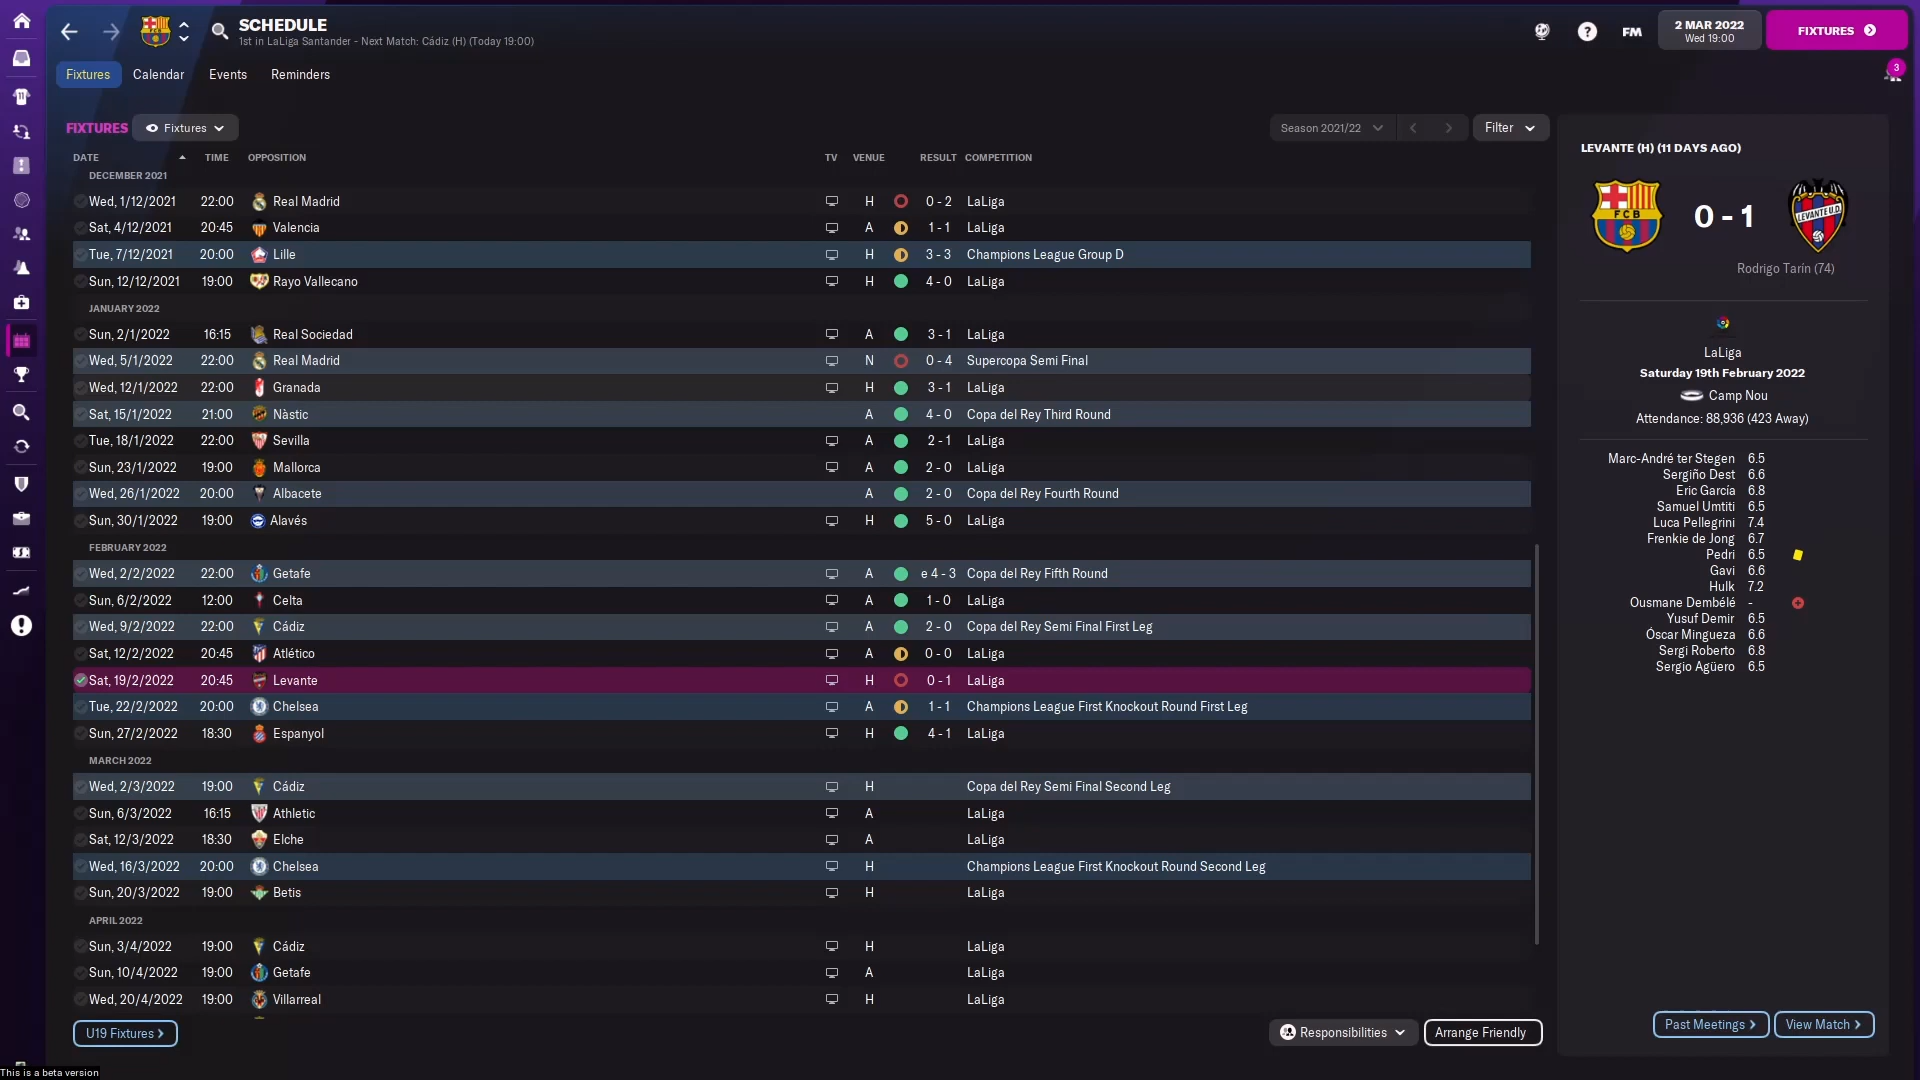 SCHEDULE
1st in LaLiga Santander - Next Match: Cádiz (H) (Today 19:00)
FM
2 MAR 2022
Wed 19:00
FIXTURES
3
Fixtures Calendar Events Reminders
FIXTURES Fixtures Season 2021/22 Filter
DATE TIME OPPOSITION TV VENUE RESULT COMPETITION
DECEMBER 2021
Wed, 1/12/2021 22:00 Real Madrid H 0 - 2 LaLiga
Sat, 4/12/2021 20:45 Valencia A 1 - 1 LaLiga
Tue, 7/12/2021 20:00 Lille H 3 - 3 Champions League Group D
Sun, 12/12/2021 19:00 Rayo Vallecano H 4 - 0 LaLiga
JANUARY 2022
Sun, 2/1/2022 16:15 Real Sociedad A 3 - 1 LaLiga
Wed, 5/1/2022 22:00 Real Madrid N 0 - 4 Supercopa Semi Final
Wed, 12/1/2022 22:00 Granada H 3 - 1 LaLiga
Sat, 15/1/2022 21:00 Nàstic A 4 - 0 Copa del Rey Third Round
Tue, 18/1/2022 22:00 Sevilla A 2 - 1 LaLiga
Sun, 23/1/2022 19:00 Mallorca A 2 - 0 LaLiga
Wed, 26/1/2022 20:00 Albacete A 2 - 0 Copa del Rey Fourth Round
Sun, 30/1/2022 19:00 Alavés H 5 - 0 LaLiga
FEBRUARY 2022
Wed, 2/2/2022 22:00 Getafe A e 4 - 3 Copa del Rey Fifth Round
Sun, 6/2/2022 12:00 Celta A 1 - 0 LaLiga
Wed, 9/2/2022 22:00 Cádiz A 2 - 0 Copa del Rey Semi Final First Leg
Sat, 12/2/2022 20:45 Atlético A 0 - 0 LaLiga
Sat, 19/2/2022 20:45 Levante H 0 - 1 LaLiga
Tue, 22/2/2022 20:00 Chelsea A 1 - 1 Champions League First Knockout Round First Leg
Sun, 27/2/2022 18:30 Espanyol H 4 - 1 LaLiga
MARCH 2022
Wed, 2/3/2022 19:00 Cádiz H Copa del Rey Semi Final Second Leg
Sun, 6/3/2022 16:15 Athletic A LaLiga
Sat, 12/3/2022 18:30 Elche A LaLiga
Wed, 16/3/2022 20:00 Chelsea H Champions League First Knockout Round Second Leg
Sun, 20/3/2022 19:00 Betis H LaLiga
APRIL 2022
Sun, 3/4/2022 19:00 Cádiz H LaLiga
Sun, 10/4/2022 19:00 Getafe A LaLiga
Wed, 20/4/2022 19:00 Villarreal H LaLiga
U19 Fixtures Responsibilities Arrange Friendly
LEVANTE (H) (11 DAYS AGO)
FCB 0 - 1 LEVANTE U.D.
Rodrigo Tarín (74)
LaLiga
Saturday 19th February 2022
Camp Nou
Attendance: 88,936 (423 Away)
Marc-André ter Stegen 6.5
Sergiño Dest 6.6
Eric García 6.8
Samuel Umtiti 6.5
Luca Pellegrini 7.4
Frenkie de Jong 6.7
Pedri 6.5
Gavi 6.6
Hulk 7.2
Ousmane Dembélé -
Yusuf Demir 6.5
Óscar Mingueza 6.6
Sergi Roberto 6.8
Sergio Agüero 6.5
Past Meetings View Match
This is a beta version